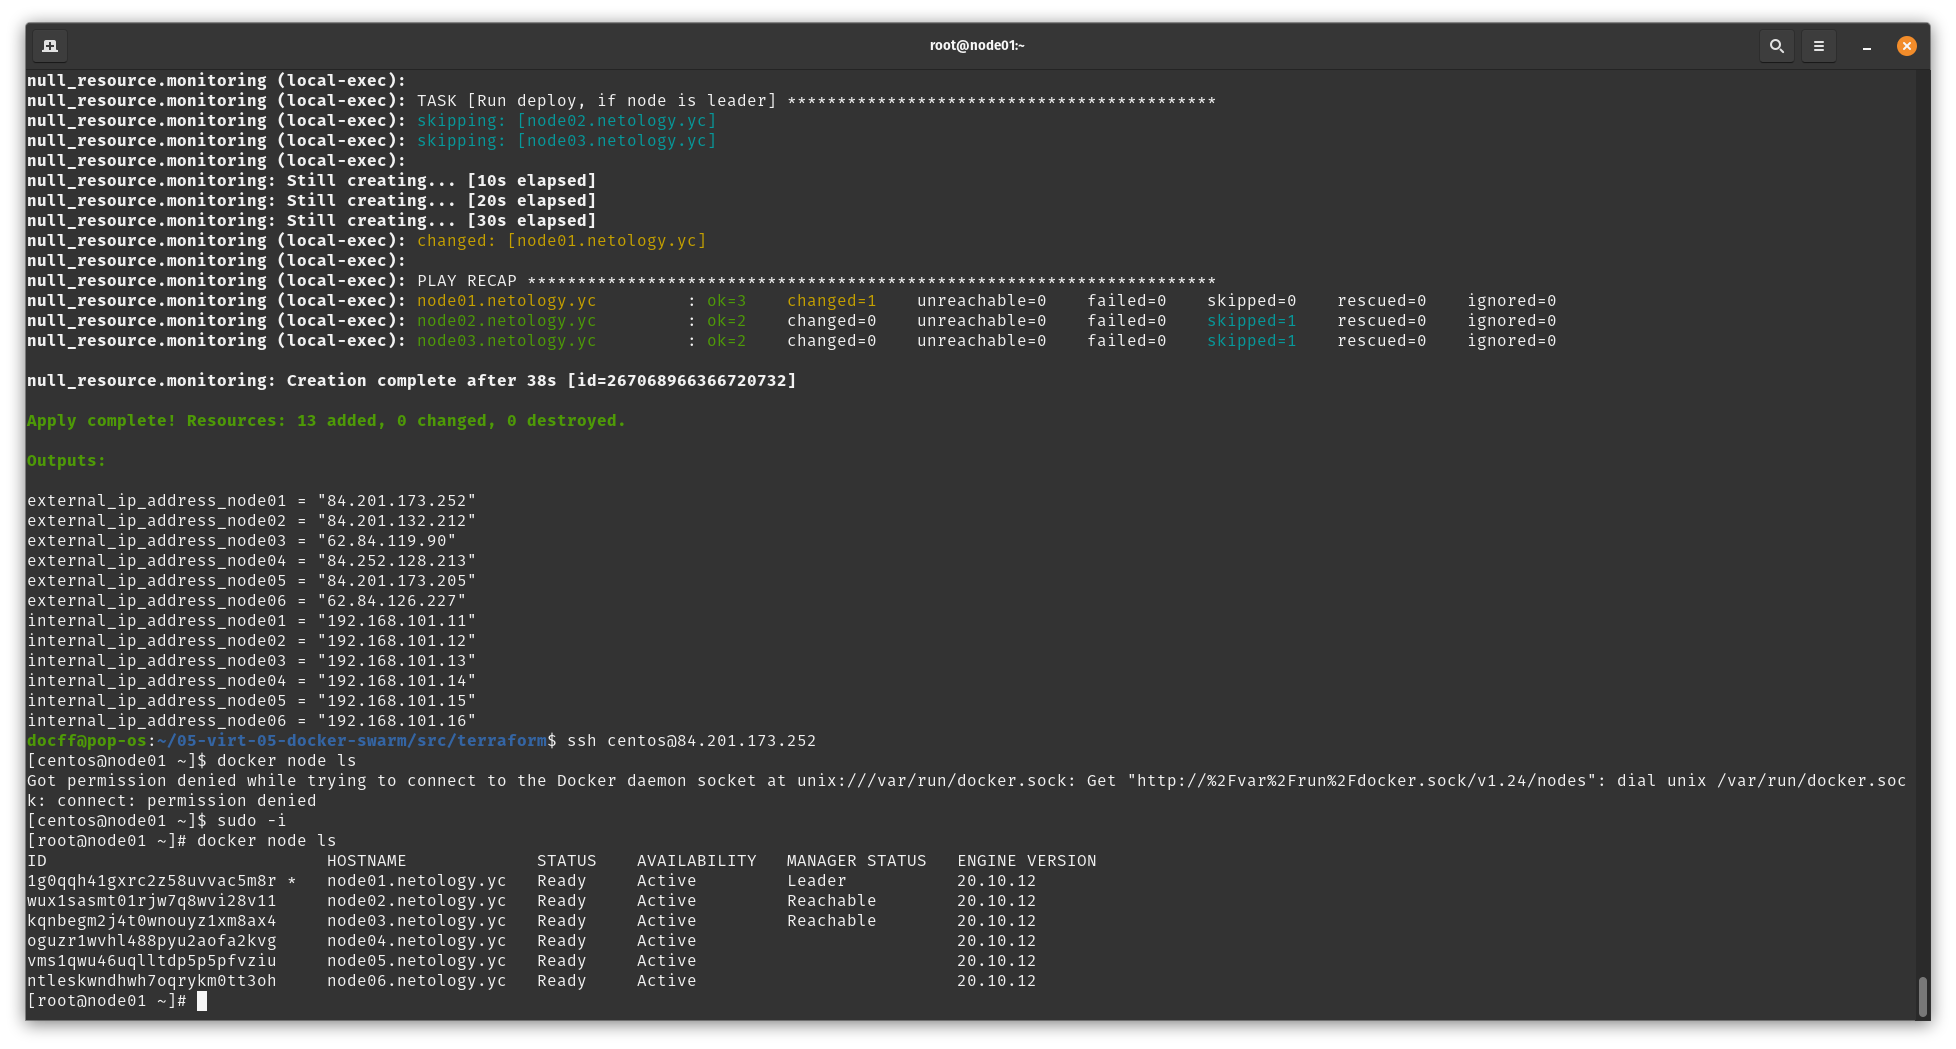 root@node01:~
null_resource.monitoring (local-exec):
null_resource.monitoring (local-exec): TASK [Run deploy, if node is leader] *******************************************
null_resource.monitoring (local-exec): skipping: [node02.netology.yc]
null_resource.monitoring (local-exec): skipping: [node03.netology.yc]
null_resource.monitoring (local-exec):
null_resource.monitoring: Still creating... [10s elapsed]
null_resource.monitoring: Still creating... [20s elapsed]
null_resource.monitoring: Still creating... [30s elapsed]
null_resource.monitoring (local-exec): changed: [node01.netology.yc]
null_resource.monitoring (local-exec):
null_resource.monitoring (local-exec): PLAY RECAP *********************************************************************
null_resource.monitoring (local-exec): node01.netology.yc         : ok=3    changed=1    unreachable=0    failed=0    skipped=0    rescued=0    ignored=0
null_resource.monitoring (local-exec): node02.netology.yc         : ok=2    changed=0    unreachable=0    failed=0    skipped=1    rescued=0    ignored=0
null_resource.monitoring (local-exec): node03.netology.yc         : ok=2    changed=0    unreachable=0    failed=0    skipped=1    rescued=0    ignored=0
null_resource.monitoring: Creation complete after 38s [id=267068966366720732]
Apply complete! Resources: 13 added, 0 changed, 0 destroyed.
Outputs:
external_ip_address_node01 = "84.201.173.252"
external_ip_address_node02 = "84.201.132.212"
external_ip_address_node03 = "62.84.119.90"
external_ip_address_node04 = "84.252.128.213"
external_ip_address_node05 = "84.201.173.205"
external_ip_address_node06 = "62.84.126.227"
internal_ip_address_node01 = "192.168.101.11"
internal_ip_address_node02 = "192.168.101.12"
internal_ip_address_node03 = "192.168.101.13"
internal_ip_address_node04 = "192.168.101.14"
internal_ip_address_node05 = "192.168.101.15"
internal_ip_address_node06 = "192.168.101.16"
docff@pop-os:~/05-virt-05-docker-swarm/src/terraform$ ssh centos@84.201.173.252
[centos@node01 ~]$ docker node ls
Got permission denied while trying to connect to the Docker daemon socket at unix:///var/run/docker.sock: Get "http://%2Fvar%2Frun%2Fdocker.sock/v1.24/nodes": dial unix /var/run/docker.soc
k: connect: permission denied
[centos@node01 ~]$ sudo -i
[root@node01 ~]# docker node ls
ID                            HOSTNAME             STATUS    AVAILABILITY   MANAGER STATUS   ENGINE VERSION
1g0qqh41gxrc2z58uvvac5m8r *   node01.netology.yc   Ready     Active         Leader           20.10.12
wux1sasmt01rjw7q8wvi28v11     node02.netology.yc   Ready     Active         Reachable        20.10.12
kqnbegm2j4t0wnouyz1xm8ax4     node03.netology.yc   Ready     Active         Reachable        20.10.12
oguzr1wvhl488pyu2aofa2kvg     node04.netology.yc   Ready     Active                          20.10.12
vms1qwu46uqlltdp5p5pfvziu     node05.netology.yc   Ready     Active                          20.10.12
ntleskwndhwh7oqrykm0tt3oh     node06.netology.yc   Ready     Active                          20.10.12
[root@node01 ~]#